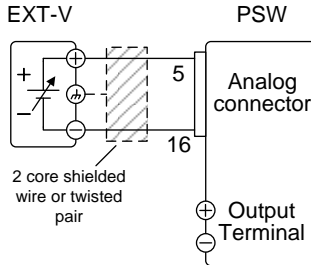 EXT-V
PSW
5
Analog
connector
16
2 core shielded
wire or twisted
pair
Output
Terminal